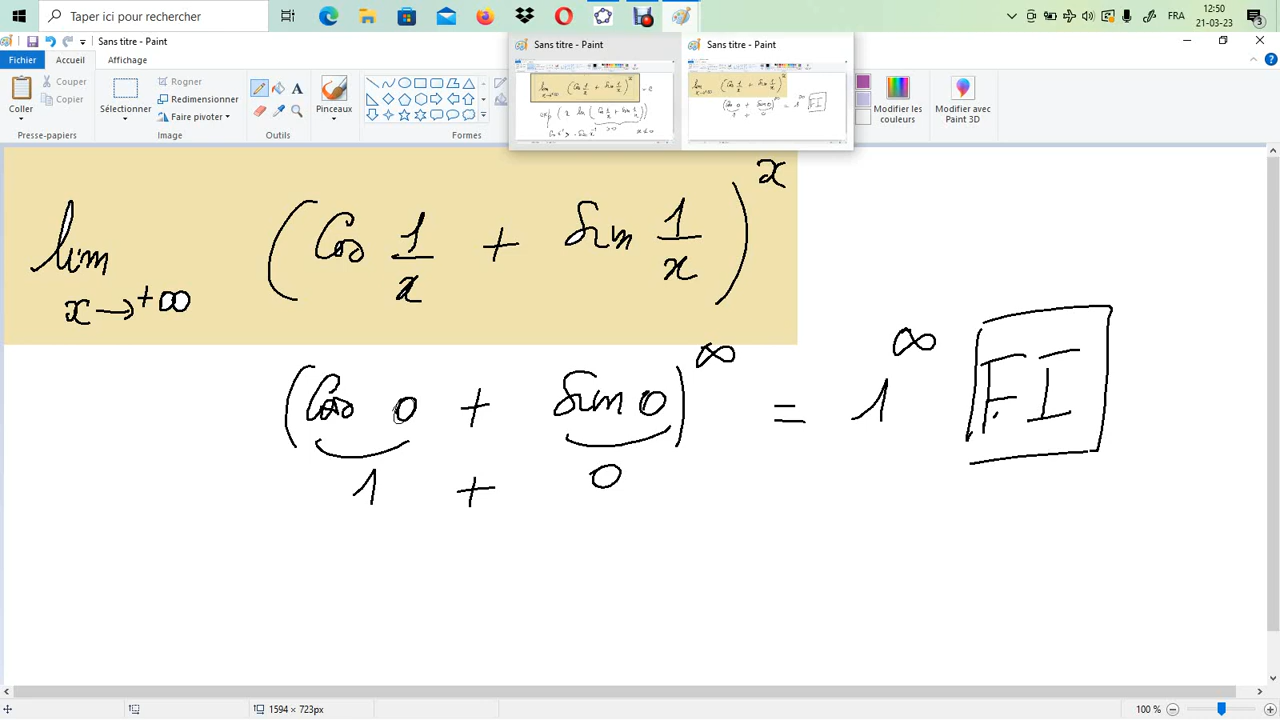 Taper ici pour rechercher
FRA
12:50
21-03-23
3
Sans titre - Paint
Sans titre - Paint
Sans titre - Paint
Fichier
Accueil
Affichage
Coller
Couper
Copier
Presse-papiers
Sélectionner
Rogner
Redimensionner
Faire pivoter
Image
A
Outils
Pinceaux
Formes
Modifier les
couleurs
Modifier avec
Paint 3D
lim x→+∞ (Cos 1/x + Sin 1/x)^x
(Cos 0 + Sin 0)^∞ = 1^∞ FI
1 + 0
1594 × 723px
100 %